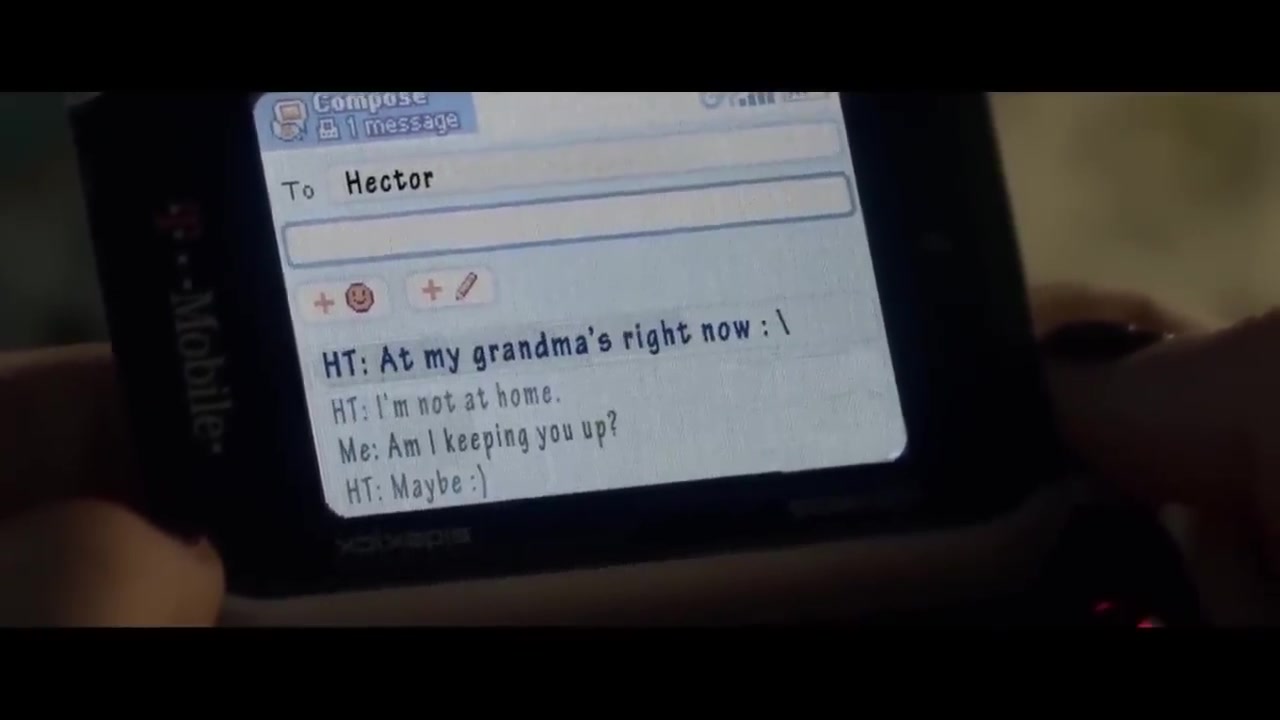 Compose
1 message
To Hector
HT: At my grandma's right now : \
HT: I'm not at home.
Me: Am I keeping you up?
HT: Maybe :)
T··Mobile·
sidekick